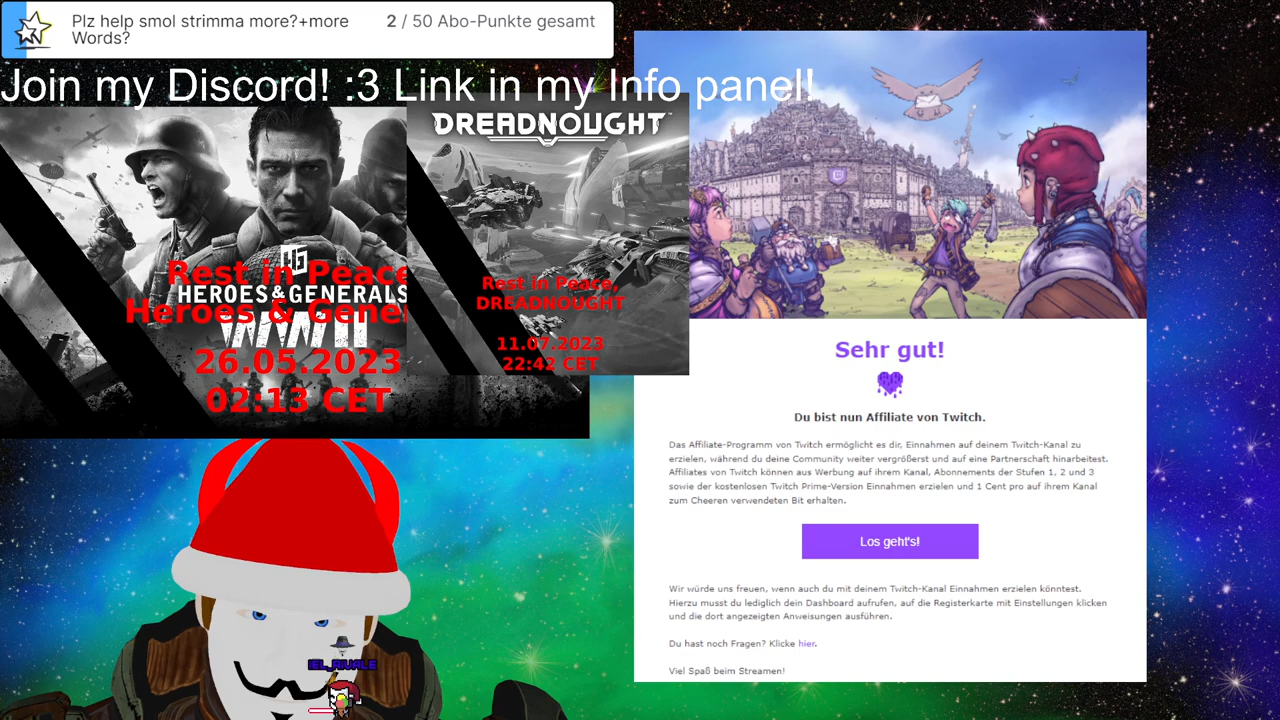 Plz help smol strimma more?+more
Words?
2 / 50 Abo-Punkte gesamt
Join my Discord! :3 Link in my Info panel!
DREADNOUGHT
Rest in Peace,
DREADNOUGHT
11.07.2023
22:42 CET
Rest in Peace
HEROES & GENERALS
WWII
Heroes & Gene
26.05.2023
02:13 CET
Sehr gut!
Du bist nun Affiliate von Twitch.
Das Affiliate-Programm von Twitch ermöglicht es dir, Einnahmen auf deinem Twitch-Kanal zu
erzielen, während du deine Community weiter vergrößerst und auf eine Partnerschaft hinarbeitest.
Affiliates von Twitch können aus Werbung auf ihrem Kanal, Abonnements der Stufen 1, 2 und 3
sowie der kostenlosen Twitch Prime-Version Einnahmen erzielen und 1 Cent pro auf ihrem Kanal
zum Cheeren verwendeten Bit erhalten.
Los geht's!
Wir würde uns freuen, wenn auch du mit deinem Twitch-Kanal Einnahmen erzielen könntest.
Hierzu musst du lediglich dein Dashboard aufrufen, auf die Registerkarte mit Einstellungen klicken
und die dort angezeigten Anweisungen ausführen.
Du hast noch Fragen? Klicke hier.
Viel Spaß beim Streamen!